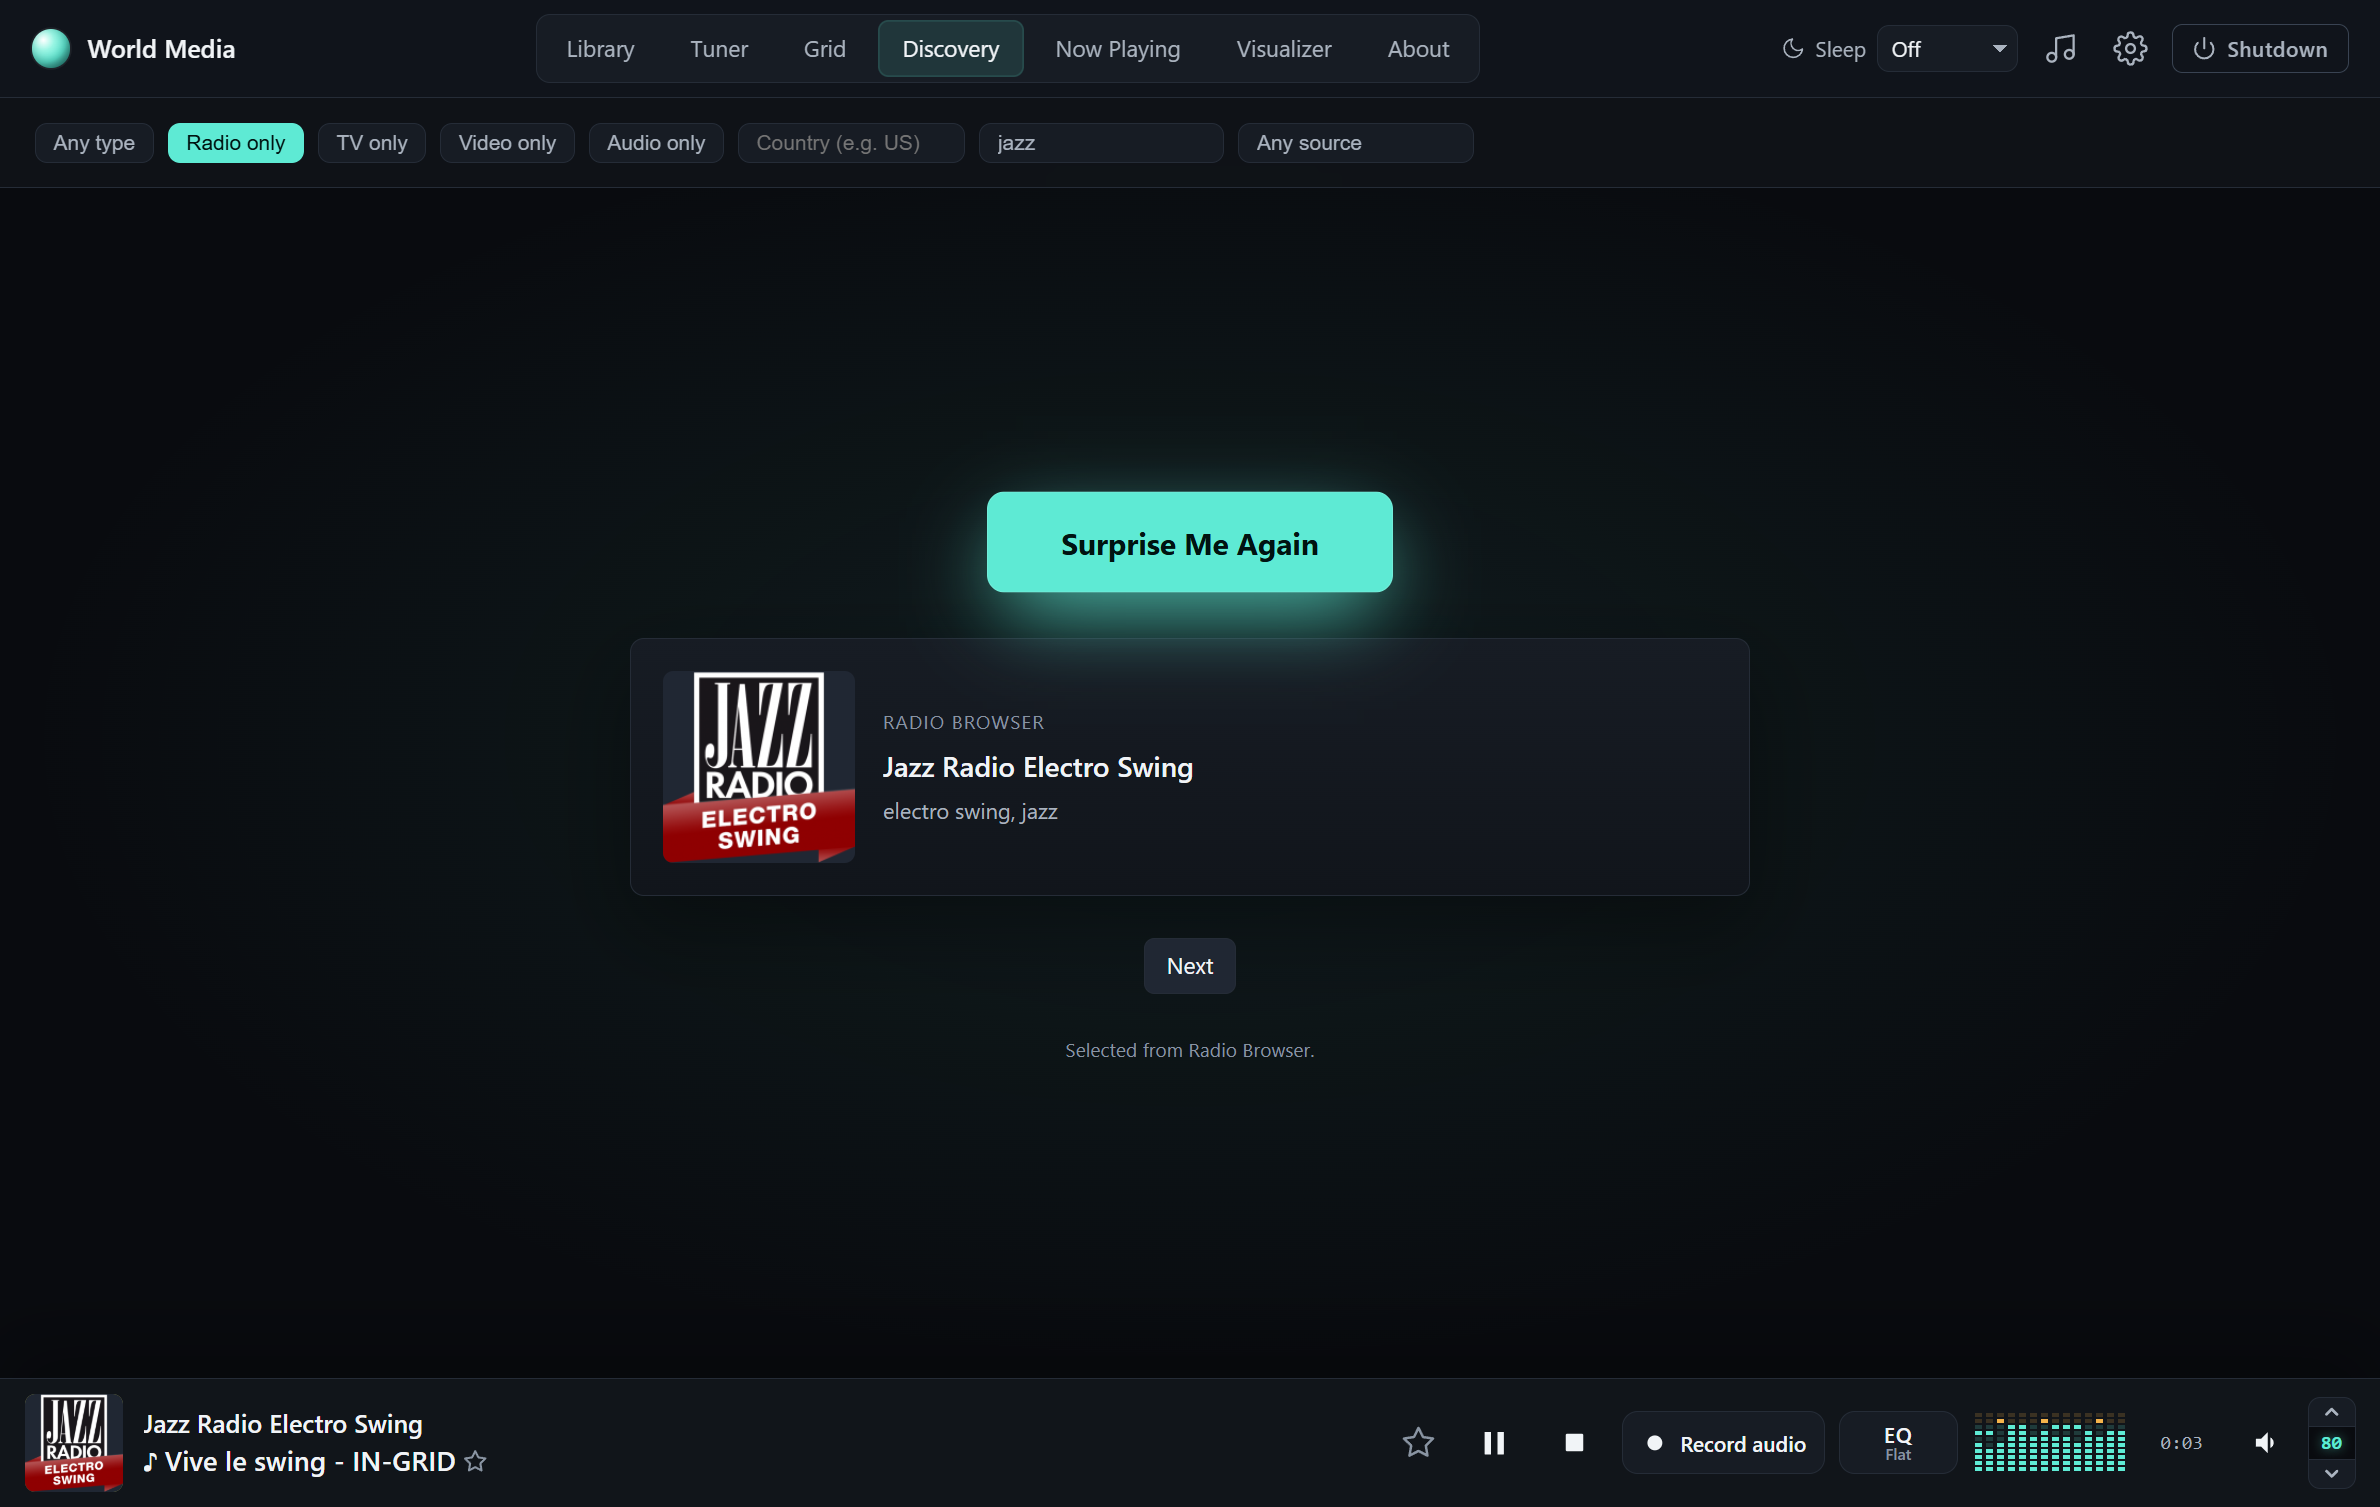 World Media
Library Tuner Grid Discovery Now Playing Visualizer About
Sleep Off Shutdown
Any type Radio only TV only Video only Audio only Country (e.g. US) jazz Any source
Surprise Me Again
JAZZ
RADIO
ELECTRO
SWING
RADIO BROWSER
Jazz Radio Electro Swing
electro swing, jazz
Next
Selected from Radio Browser.
JAZZ
RADIO
ELECTRO
SWING
Jazz Radio Electro Swing
Vive le swing - IN-GRID
Record audio
EQ
Flat
0:03
80